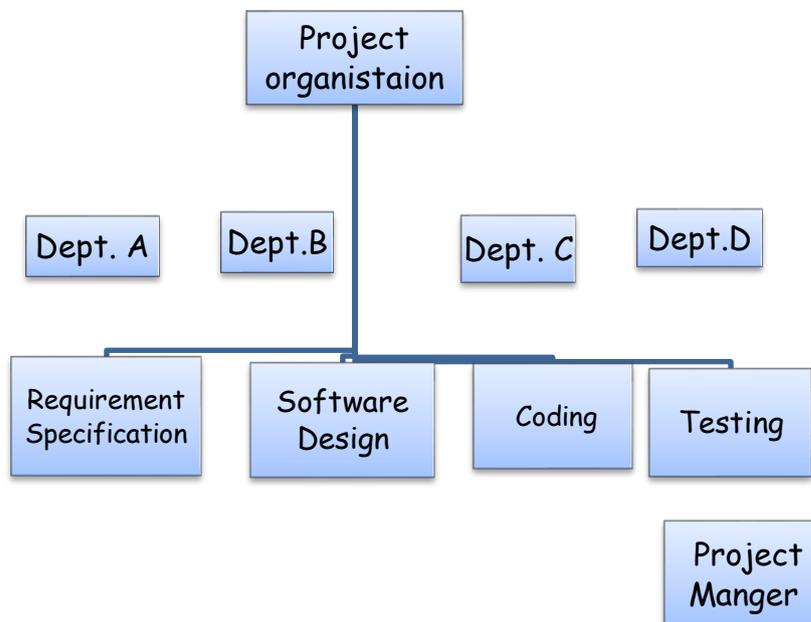 Project
organistaion
Dept. A
Dept.B
Dept. C
Dept.D
Requirement
Specification
Software
Design
Coding
Testing
Project
Manger